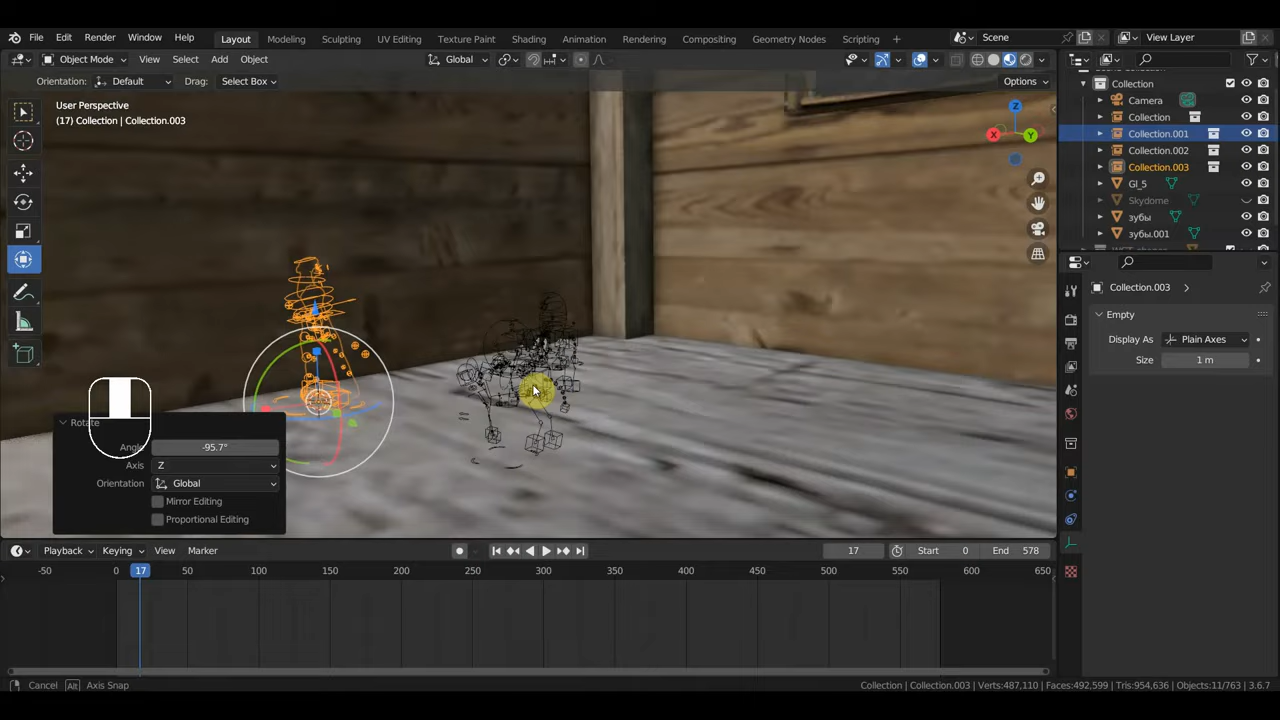 File Edit Render Window Help Layout Modeling Sculpting UV Editing Texture Paint Shading Animation Rendering Compositing Geometry Nodes Scripting + Scene View Layer
Object Mode View Select Add Object Global
Orientation: Default Drag: Select Box Options
User Perspective
(17) Collection | Collection.003
Z
X Y
Collection
Camera
Collection
Collection.001
Collection.002
Collection.003
GI_5
Skydome
зубы
зубы.001
Collection.003
Empty
Display As Plain Axes
Size 1 m
Rotate
Angle -95.7°
Axis Z
Orientation Global
Mirror Editing
Proportional Editing
Playback Keying View Marker 17 Start 0 End 578
-50 0 17 50 100 150 200 250 300 350 400 450 500 550 600 650
Cancel Alt Axis Snap Collection | Collection.003 | Verts:487,110 | Faces:492,599 | Tris:954,636 | Objects:11/763 | 3.6.7